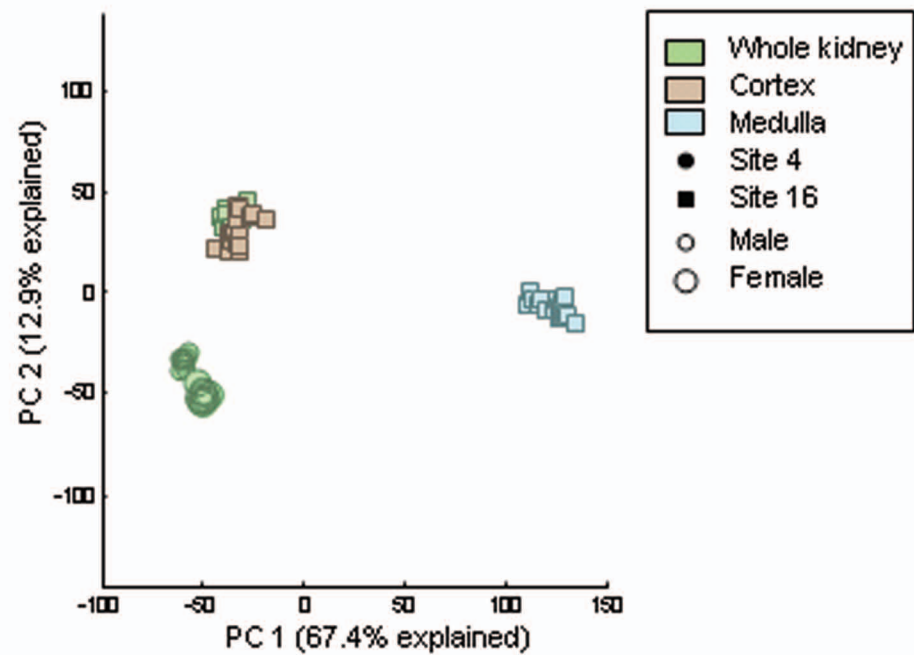 Whole kidney
Cortex
Medulla
Site 4
Site 16
Male
Female
PC 2 (12.9% explained)
100
50
0
-50
-100
-100 -50 0 50 100 150
PC 1 (67.4% explained)